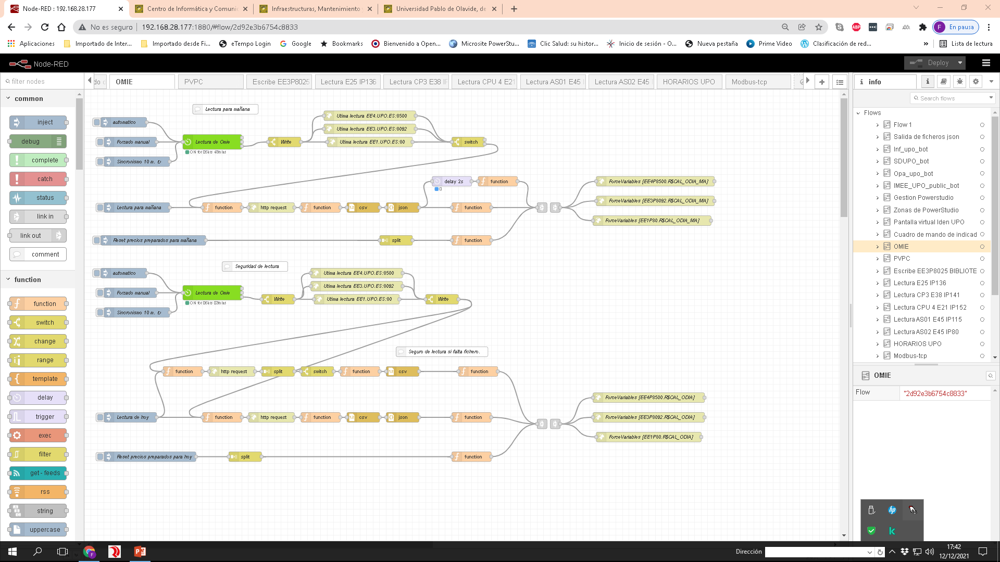 Node-RED : 192.168.28.177
Centro de Informática y Comunic
Infraestructuras, Mantenimiento y
Universidad Pablo de Olavide, de
No es seguro
192.168.28.177:1880/#flow/2d92e3b6754c8833
ABP
F
En pausa
Aplicaciones
Importado de Inter...
Importado desde Fi...
eTempo Login
Google
Bookmarks
Bienvenido a Open...
Microsite PowerStu...
Clic Salud: su histor...
Inicio de sesión - O...
Nueva pestaña
Prime Video
Clasificación de red...
»
Lista de lectura
Node-RED
Deploy
filter nodes
OMIE
PVPC
Escribe EE3P8025
Lectura E25 IP136
Lectura CP3 E38 IP
Lectura CPU 4 E21
Lectura AS01 E45
Lectura AS02 E45
HORARIOS UPO
Modbus-tcp
i info
Search flows
common
inject
debug
complete
catch
status
link in
link out
comment
function
function
switch
change
range
template
delay
trigger
exec
filter
get - feeds
rss
string
uppercase
Lectura para mañana
automatico
Forzado manual
Sincronismo 10 m. ↻
Lectura de Omie
ON for 05hrs 48mins
Write
Utima lectura EE4.UPO.ES:8500
Utima lectura EE3.UPO.ES:8092
Utima lectura EE1.UPO.ES:80
switch
delay 2s
function
0
Lectura para mañana
function
http request
function
csv
json
function
ForceVariables [EE4P8500.R$CAL_ODIA_MA]
ForceVariables [EE3P8092.R$CAL_ODIA_MA]
ForceVariables [EE1P80.R$CAL_ODIA_MA]
Reset precios preparados para mañana
split
function
Seguridad de lectura
automatico
Forzado manual
Sincronismo 10 m. ↻
Lectura de Omie
ON for 06hrs 03mins
Write
Utima lectura EE4.UPO.ES:8500
Utima lectura EE3.UPO.ES:8092
Utima lectura EE1.UPO.ES:80
Write
Seguro de lectura si falta fichero.
function
http request
split
switch
function
csv
function
Lectura de hoy
function
http request
function
csv
json
function
ForceVariables [EE4P8500.R$CAL_ODIA]
ForceVariables [EE3P8092.R$CAL_ODIA]
ForceVariables [EE1P80.R$CAL_ODIA]
Reset precios preparados para hoy
split
function
Flows
Flow 1
Salida de ficheros json
Inf_upo_bot
SDUPO_bot
Opa_upo_bot
IMEE_UPO_public_bot
Gestion Powerstudio
Zonas de PowerStudio
Pantalla virtual Iden UPO
Cuadro de mando de indicad
OMIE
PVPC
Escribe EE3P8025 BIBLIOTE
Lectura E25 IP136
Lectura CP3 E38 IP141
Lectura CPU 4 E21 IP152
Lectura AS01 E45 IP115
Lectura AS02 E45 IP80
HORARIOS UPO
Modbus-tcp
OMIE
Flow
"2d92e3b6754c8833"
hp
k
Dirección
17:42
12/12/2021